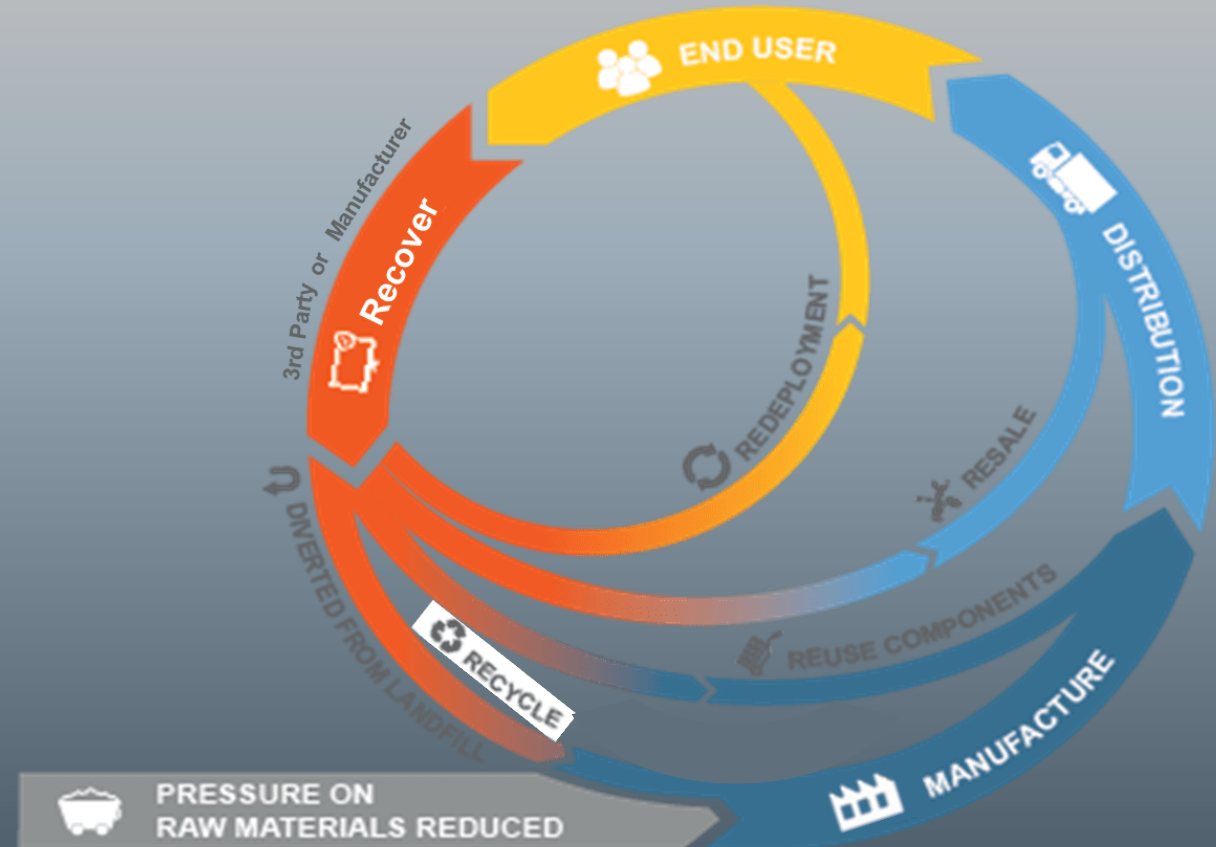 END USER
DISTRIBUTION
3rd Party or Manufacturer
Recover
REDEPLOYMENT
RESALE
REUSE COMPONENTS
RECYCLE
DIVERTED FROM LANDFILL
MANUFACTURE
PRESSURE ON
RAW MATERIALS REDUCED